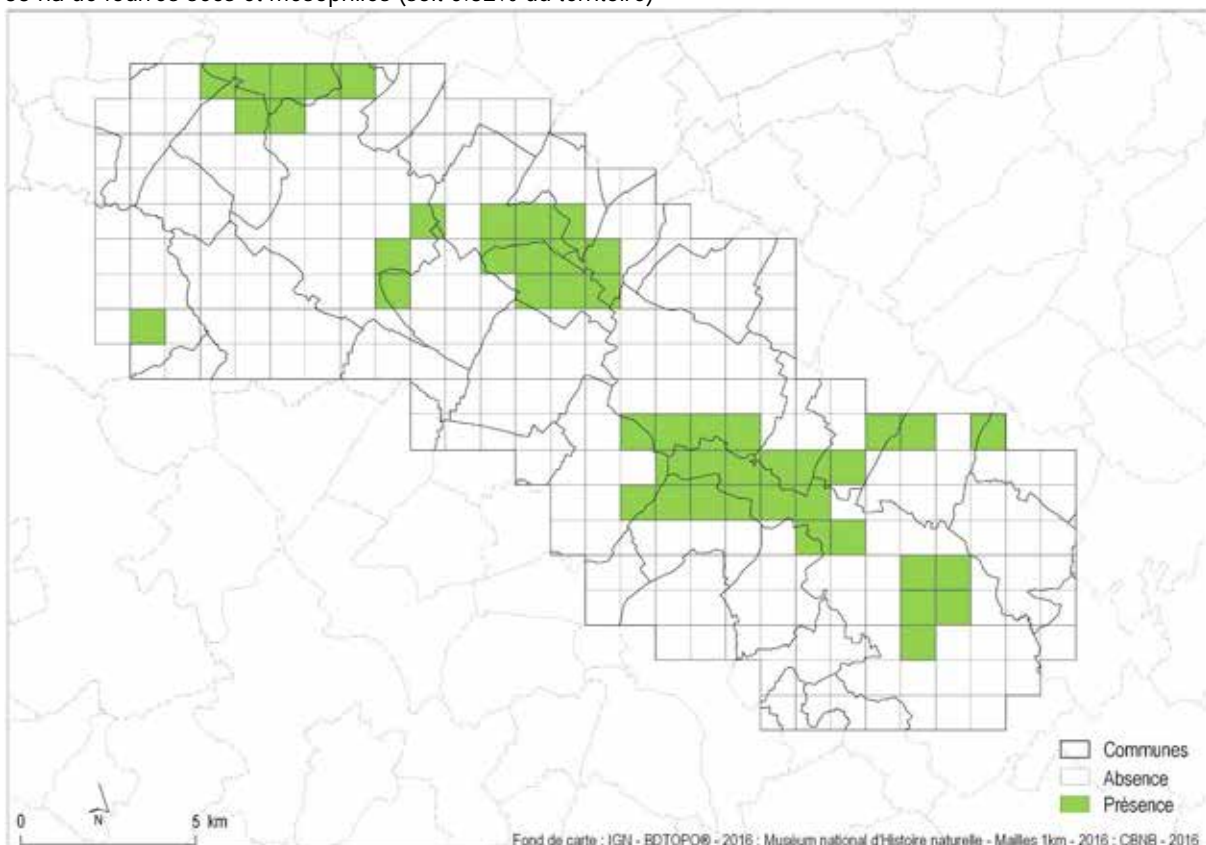 Communes
Absence
Présence
0 N 5 km
Fond de carte : IGN - BDTOPO® - 2016 ; Muséum national d'Histoire naturelle - Mailles 1km - 2016 ; CBNB - 2016